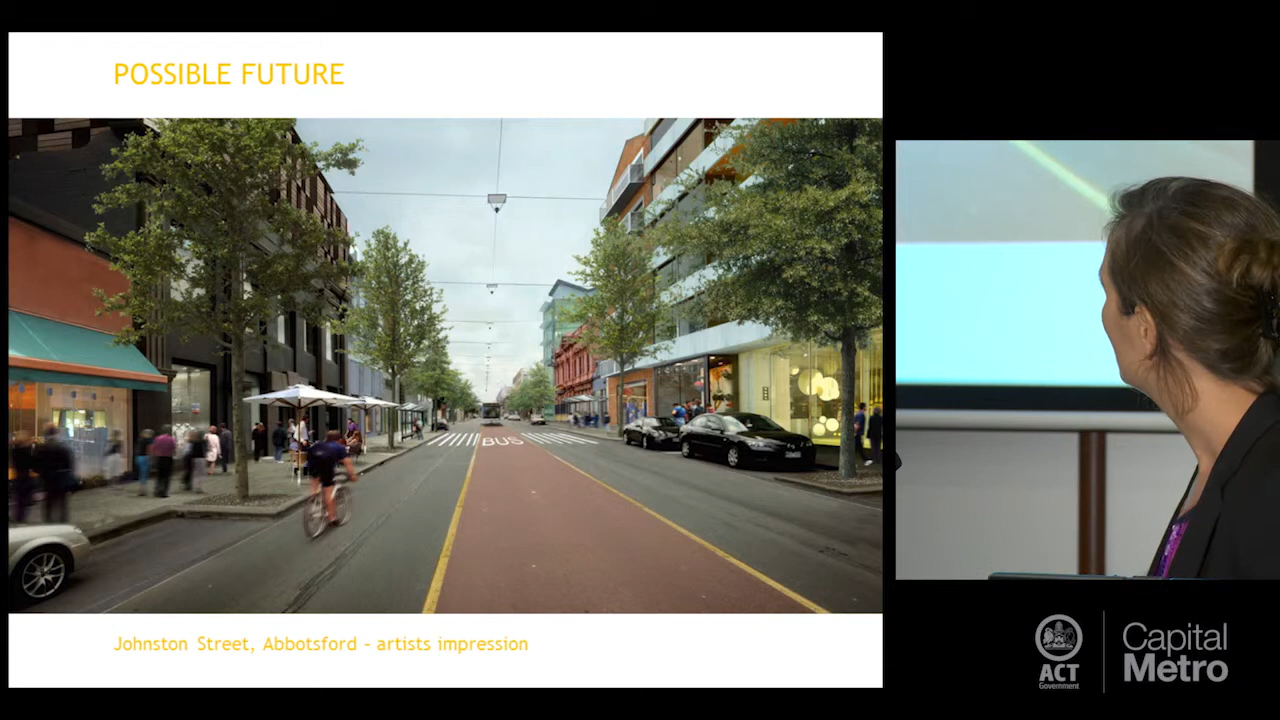 POSSIBLE FUTURE
BUS
Johnston Street, Abbotsford – artists impression
ACT
Government
Capital
Metro